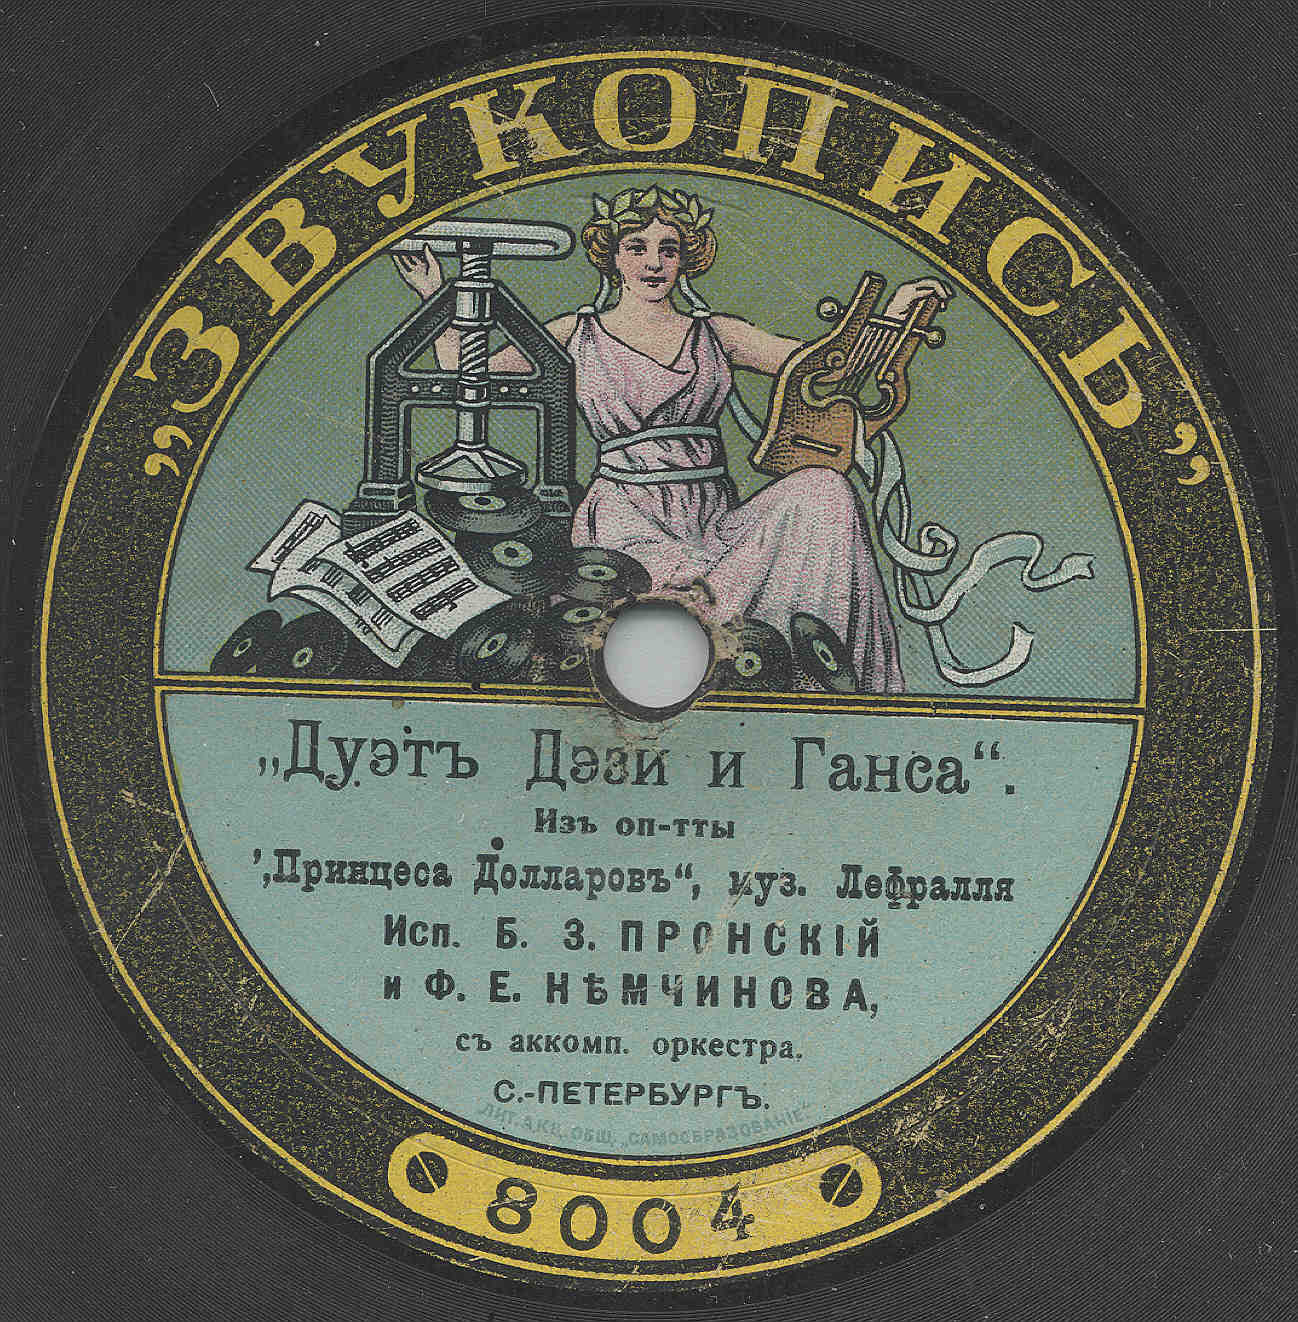 „ЗВУКОПИСЬ"
„Дуэтъ Дэзи и Ганса“.
Изъ оп-тты
„Принцеса Долларовъ“, муз. Лефралля
Исп. Б. З. ПРОНСКІЙ
и Ф. Е. НѢМЧИНОВА,
съ аккомп. оркестра.
С.-ПЕТЕРБУРГЪ.
ЛИТ. АКЦ. ОБЩ. „САМООБРАЗОВАНІЕ“
8004